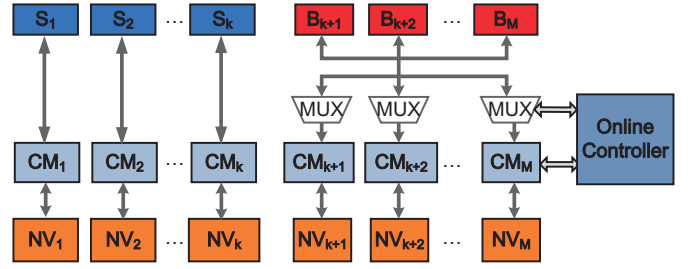 S1 S2 ... Sk Bk+1 Bk+2 ... BM
MUX MUX MUX
Online
Controller
CM1 CM2 ... CMk CMk+1 CMk+2 ... CMM
NV1 NV2 ... NVk NVk+1 NVk+2 ... NVM